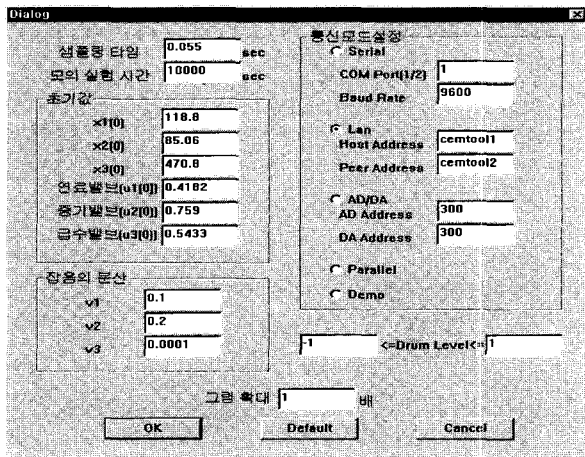 Dialog
샘플링 타임 0.055 sec
모의 실험 시간 10000 sec
초기값
x1(0) 118.8
x2(0) 85.06
x3(0) 470.8
연료밸브(u1(0)) 0.4182
증기밸브(u2(0)) 0.759
급수밸브(u3(0)) 0.5433
잡음의 분산
v1 0.1
v2 0.2
v3 0.0001
통신모드설정
Serial
COM Port(1/2) 1
Baud Rate 9600
Lan
Host Address cemtool1
Peer Address cemtool2
AD/DA
AD Address 300
DA Address 300
Parallel
Demo
-1 <=Drum Level<= 1
그림 확대 1 배
OK Default Cancel